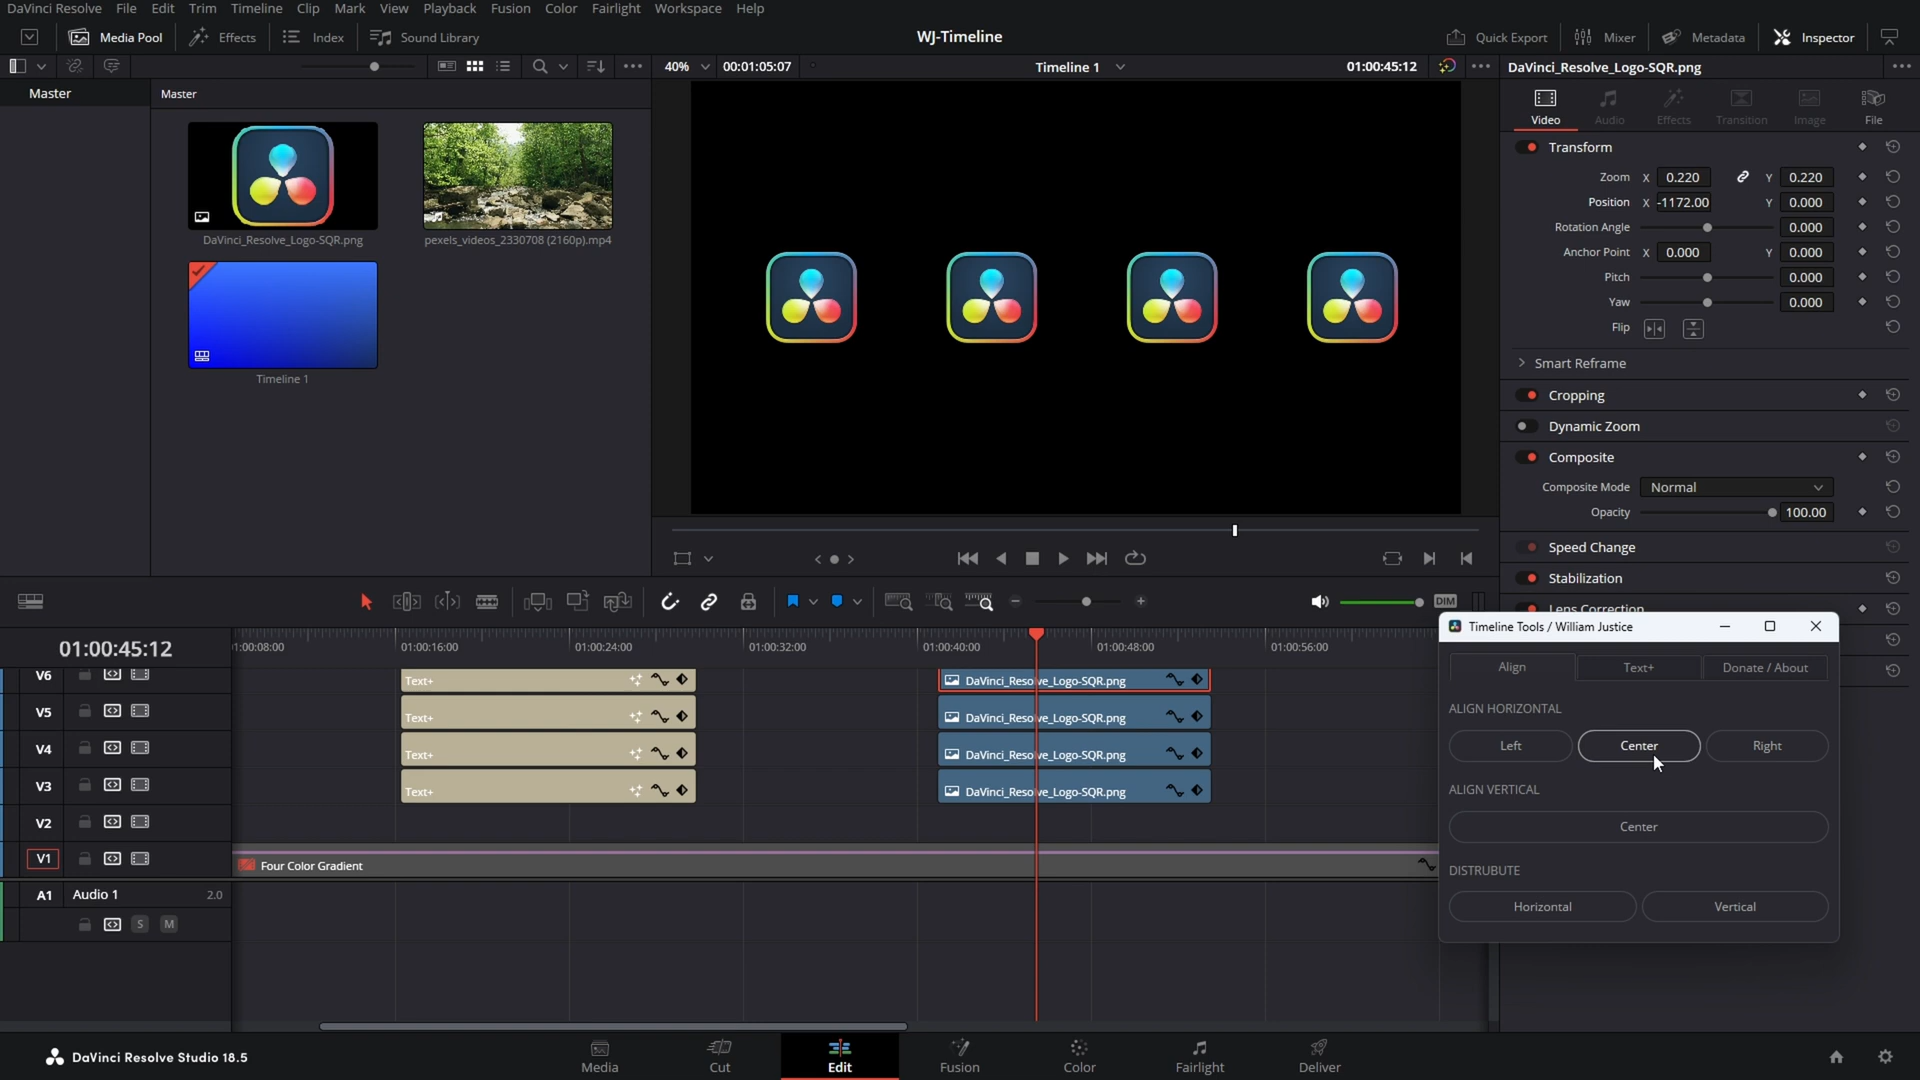 DaVinci Resolve File Edit Trim Timeline Clip Mark View Playback Fusion Color Fairlight Workspace Help
Media Pool Effects Index Sound Library WJ-Timeline Quick Export Mixer Metadata Inspector
40% 00:01:05:07 Timeline 1 01:00:45:12 DaVinci_Resolve_Logo-SQR.png
Master Master
Video Audio Effects Transition Image File
DaVinci_Resolve_Logo-SQR.png pexels_videos_2330708 (2160p).mp4
Timeline 1
Transform
Zoom X 0.220 Y 0.220
Position X -1172.00 Y 0.000
Rotation Angle 0.000
Anchor Point X 0.000 Y 0.000
Pitch 0.000
Yaw 0.000
Flip
Smart Reframe
Cropping
Dynamic Zoom
Composite
Composite Mode Normal
Opacity 100.00
Speed Change
Stabilization
Lens Correction
DIM
01:00:45:12
1:00:08:00 01:00:16:00 01:00:24:00 01:00:32:00 01:00:40:00 01:00:48:00 01:00:56:00
V6 Text+ DaVinci_Resolve_Logo-SQR.png
V5 Text+ DaVinci_Resolve_Logo-SQR.png
V4 Text+ DaVinci_Resolve_Logo-SQR.png
V3 Text+ DaVinci_Resolve_Logo-SQR.png
V2
V1 Four Color Gradient
A1 Audio 1 2.0
S M
Timeline Tools / William Justice
Align Text+ Donate / About
ALIGN HORIZONTAL
Left Center Right
ALIGN VERTICAL
Center
DISTRUBUTE
Horizontal Vertical
DaVinci Resolve Studio 18.5
Media Cut Edit Fusion Color Fairlight Deliver